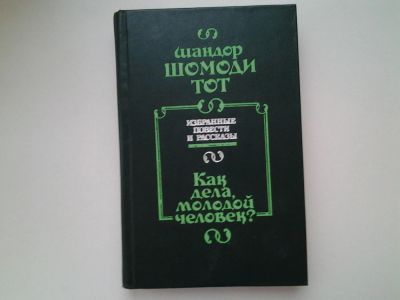 Шандор
ШОМОДИ
ТОТ
ИЗБРАННЫЕ
ПОВЕСТИ
И РАССКАЗЫ
Как
дела,
молодой
человек?